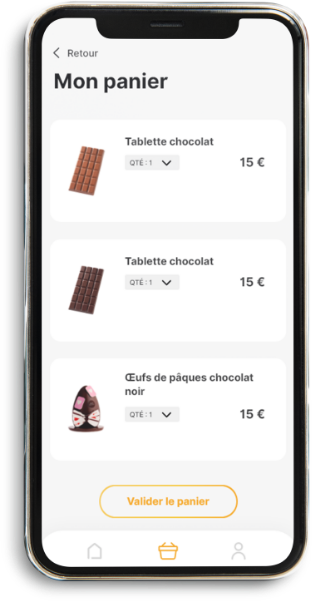 Retour
Mon panier
Tablette chocolat
QTÉ : 1
15 €
Tablette chocolat
QTÉ : 1
15 €
Œufs de pâques chocolat
noir
QTÉ : 1
15 €
Valider le panier